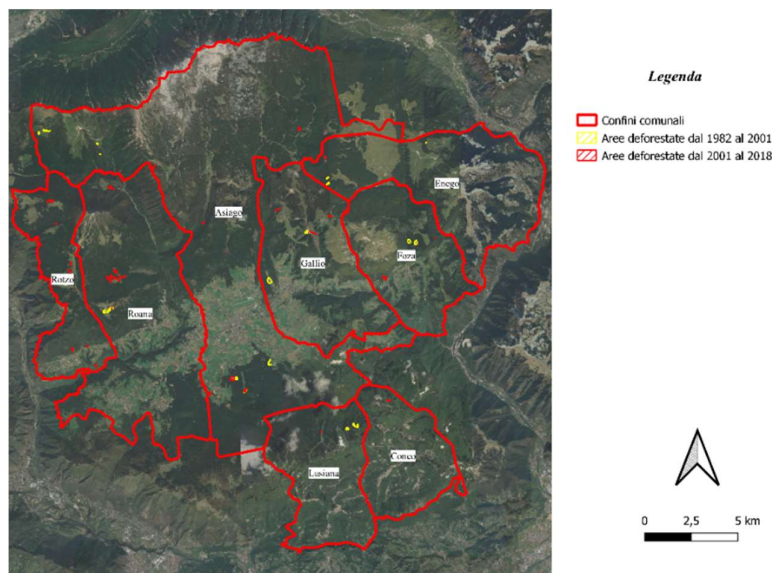 Legenda
Confini comunali
Aree deforestate dal 1982 al 2001
Aree deforestate dal 2001 al 2018
Enego
Asiago
Foza
Gallio
Rotzo
Roana
Conco
Lusiana
0 2,5 5 km